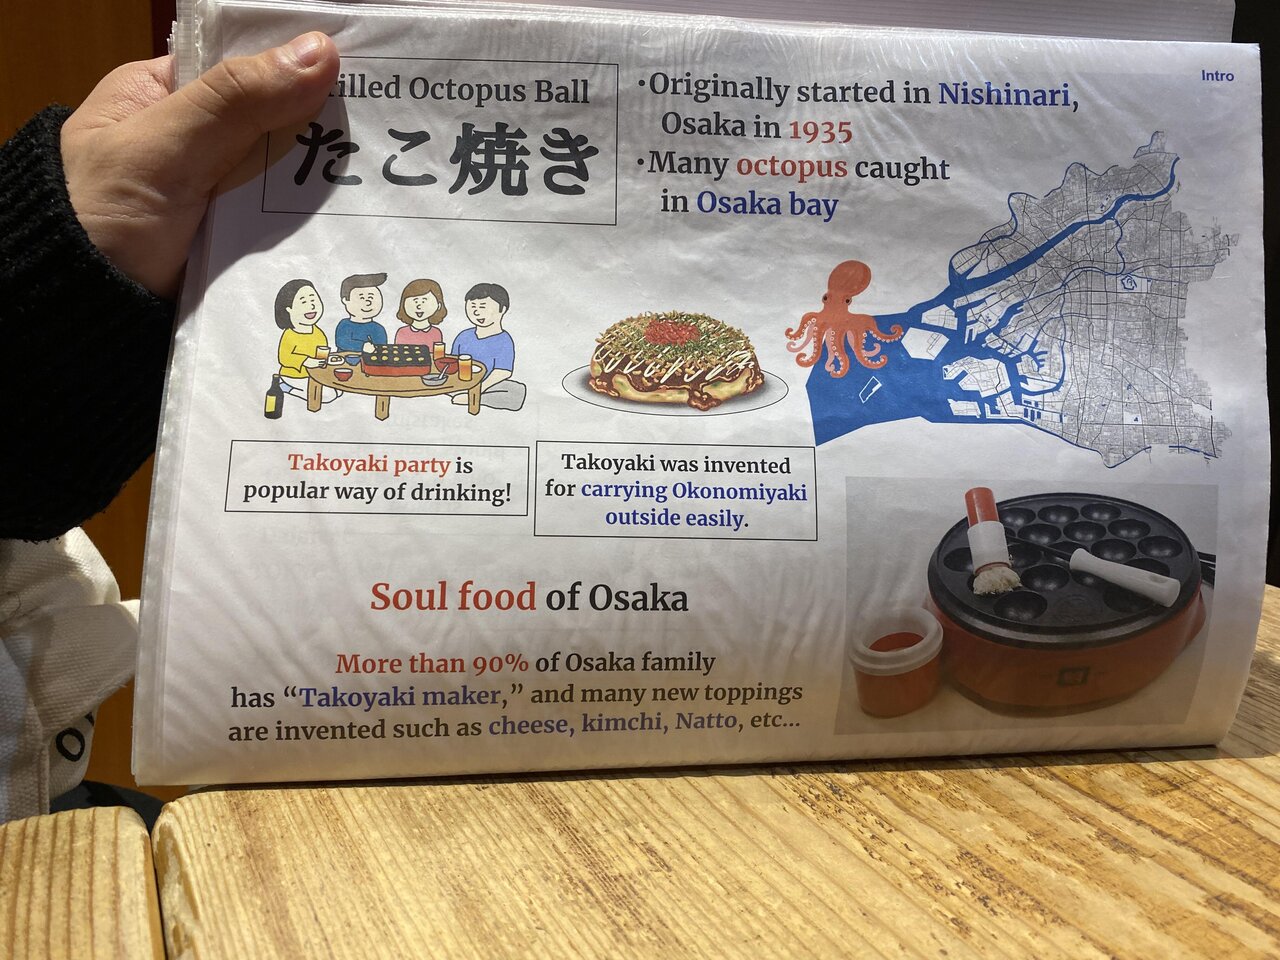 Intro
Octopus Ball
たこ焼き
•Originally started in Nishinari,
Osaka in 1935
•Many octopus caught
in Osaka bay
Takoyaki party is
popular way of drinking!
Takoyaki was invented
for carrying Okonomiyaki
outside easily.
Soul food of Osaka
More than 90% of Osaka family
has “Takoyaki maker,” and many new toppings
are invented such as cheese, kimchi, Natto, etc...